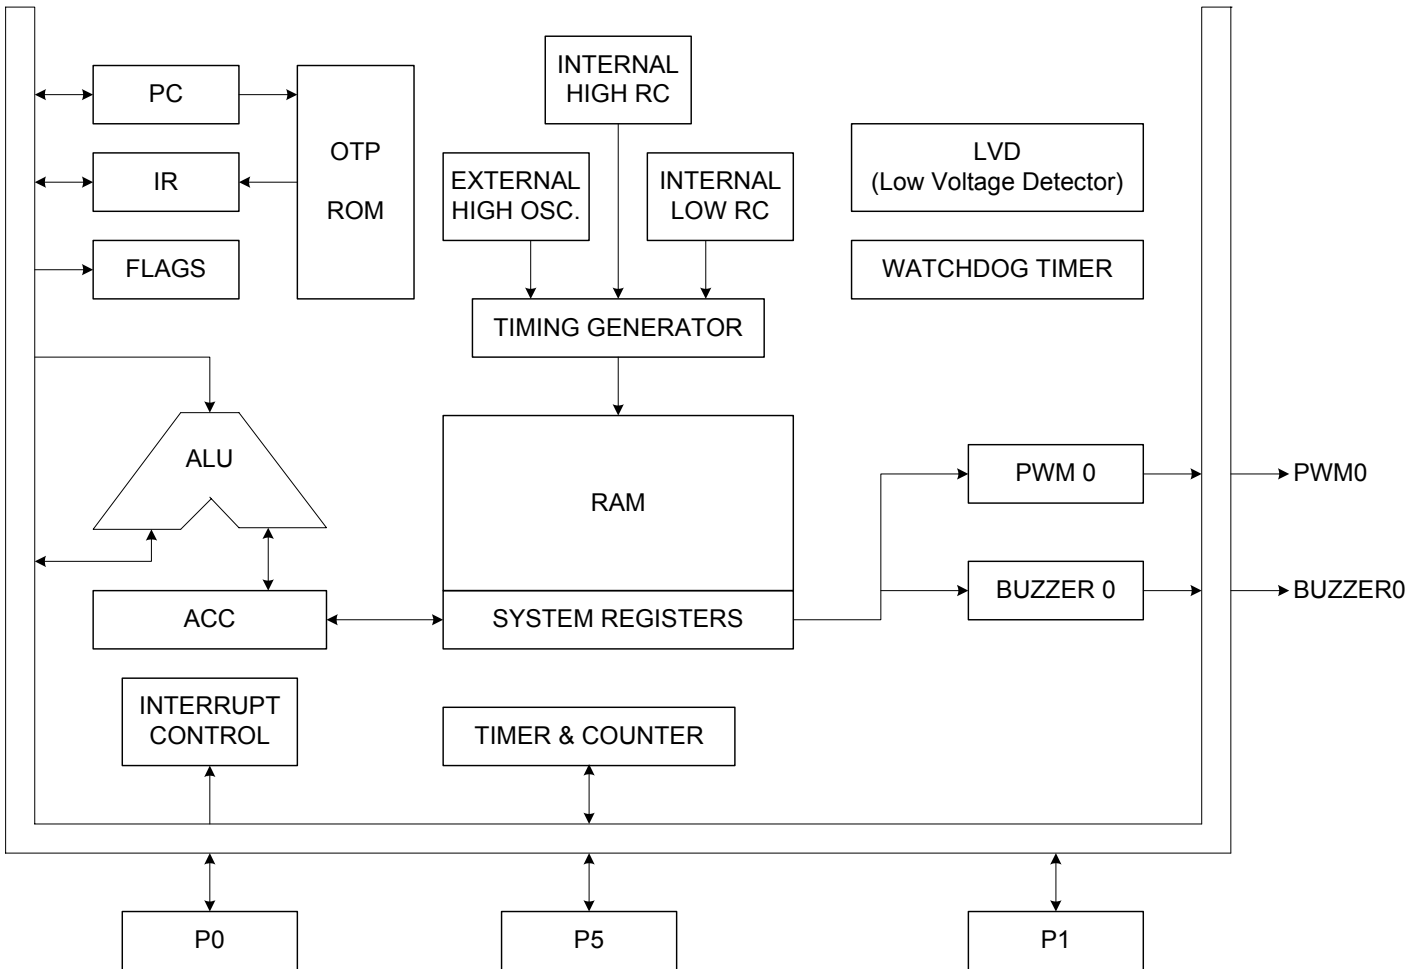 INTERNAL
HIGH RC
PC
OTP
ROM
LVD
(Low Voltage Detector)
IR
EXTERNAL
HIGH OSC.
INTERNAL
LOW RC
FLAGS
WATCHDOG TIMER
TIMING GENERATOR
ALU
RAM
PWM 0
PWM0
BUZZER 0
BUZZER0
ACC
SYSTEM REGISTERS
INTERRUPT
CONTROL
TIMER & COUNTER
P0
P5
P1